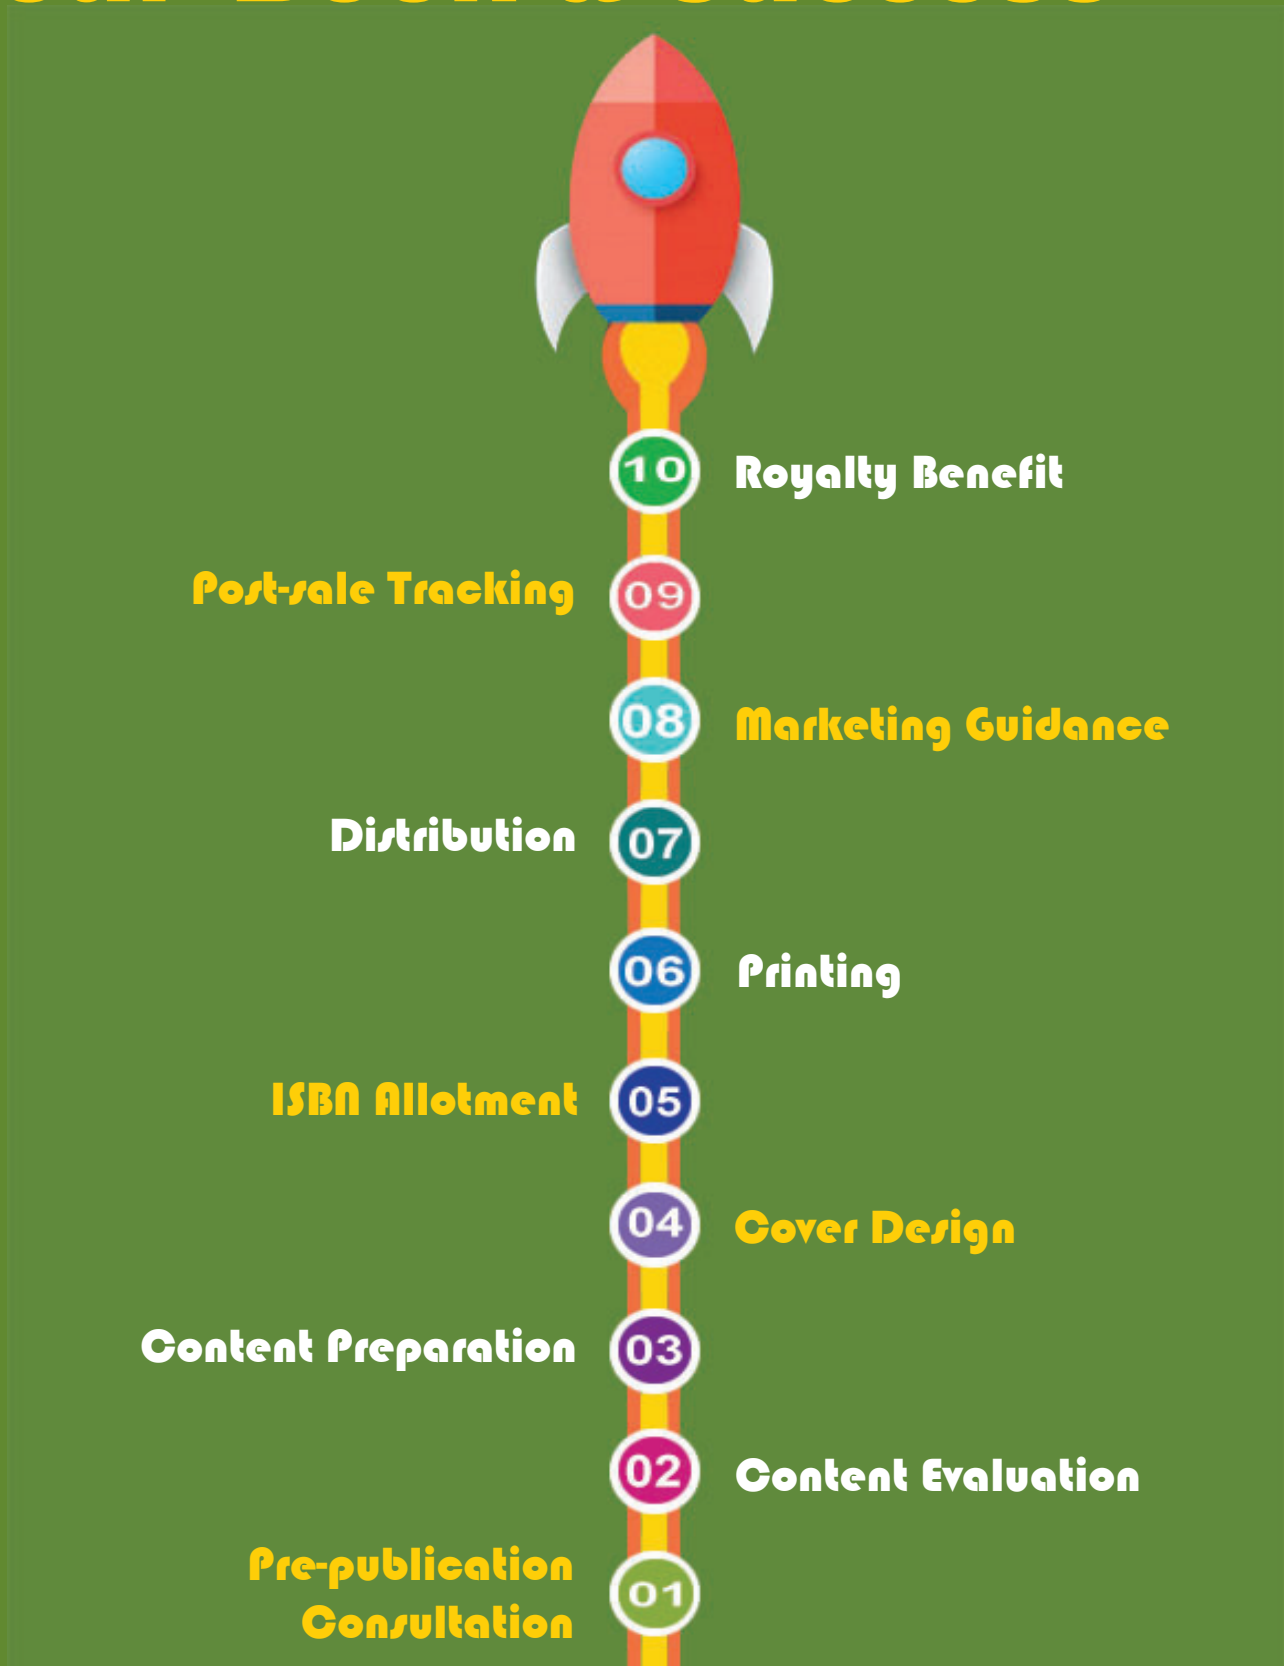 10 Royalty Benefit
Post-sale Tracking 09
08 Marketing Guidance
Distribution 07
06 Printing
ISBN Allotment 05
04 Cover Design
Content Preparation 03
02 Content Evaluation
Pre-publication
Consultation 01